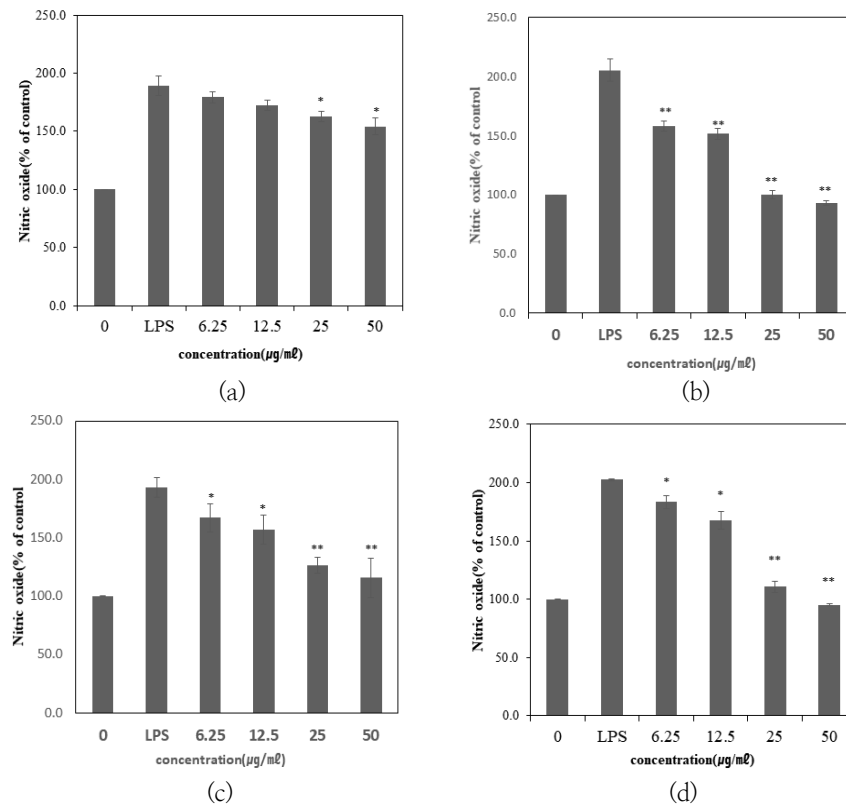 250.0
200.0
150.0
100.0
50.0
0.0
Nitric oxide(% of control)
* *
0 LPS 6.25 12.5 25 50
concentration(㎍/㎖)
(a)
250.0
200.0
150.0
100.0
50.0
0.0
Nitric oxide(% of control)
** ** ** **
0 LPS 6.25 12.5 25 50
concentration(㎍/㎖)
(b)
250.0
200.0
150.0
100.0
50.0
0.0
Nitric oxide(% of control
* * ** **
0 LPS 6.25 12.5 25 50
concentration(㎍/㎖)
(c)
250.0
200.0
150.0
100.0
50.0
0.0
Nitric oxide(% of control)
* * ** **
0 LPS 6.25 12.5 25 50
concentration(㎍/㎖)
(d)